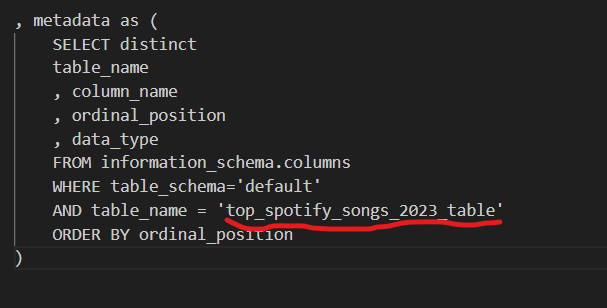 , metadata as (
SELECT distinct
table_name
, column_name
, ordinal_position
, data_type
FROM information_schema.columns
WHERE table_schema='default'
AND table_name = 'top_spotify_songs_2023_table'
ORDER BY ordinal_position
)